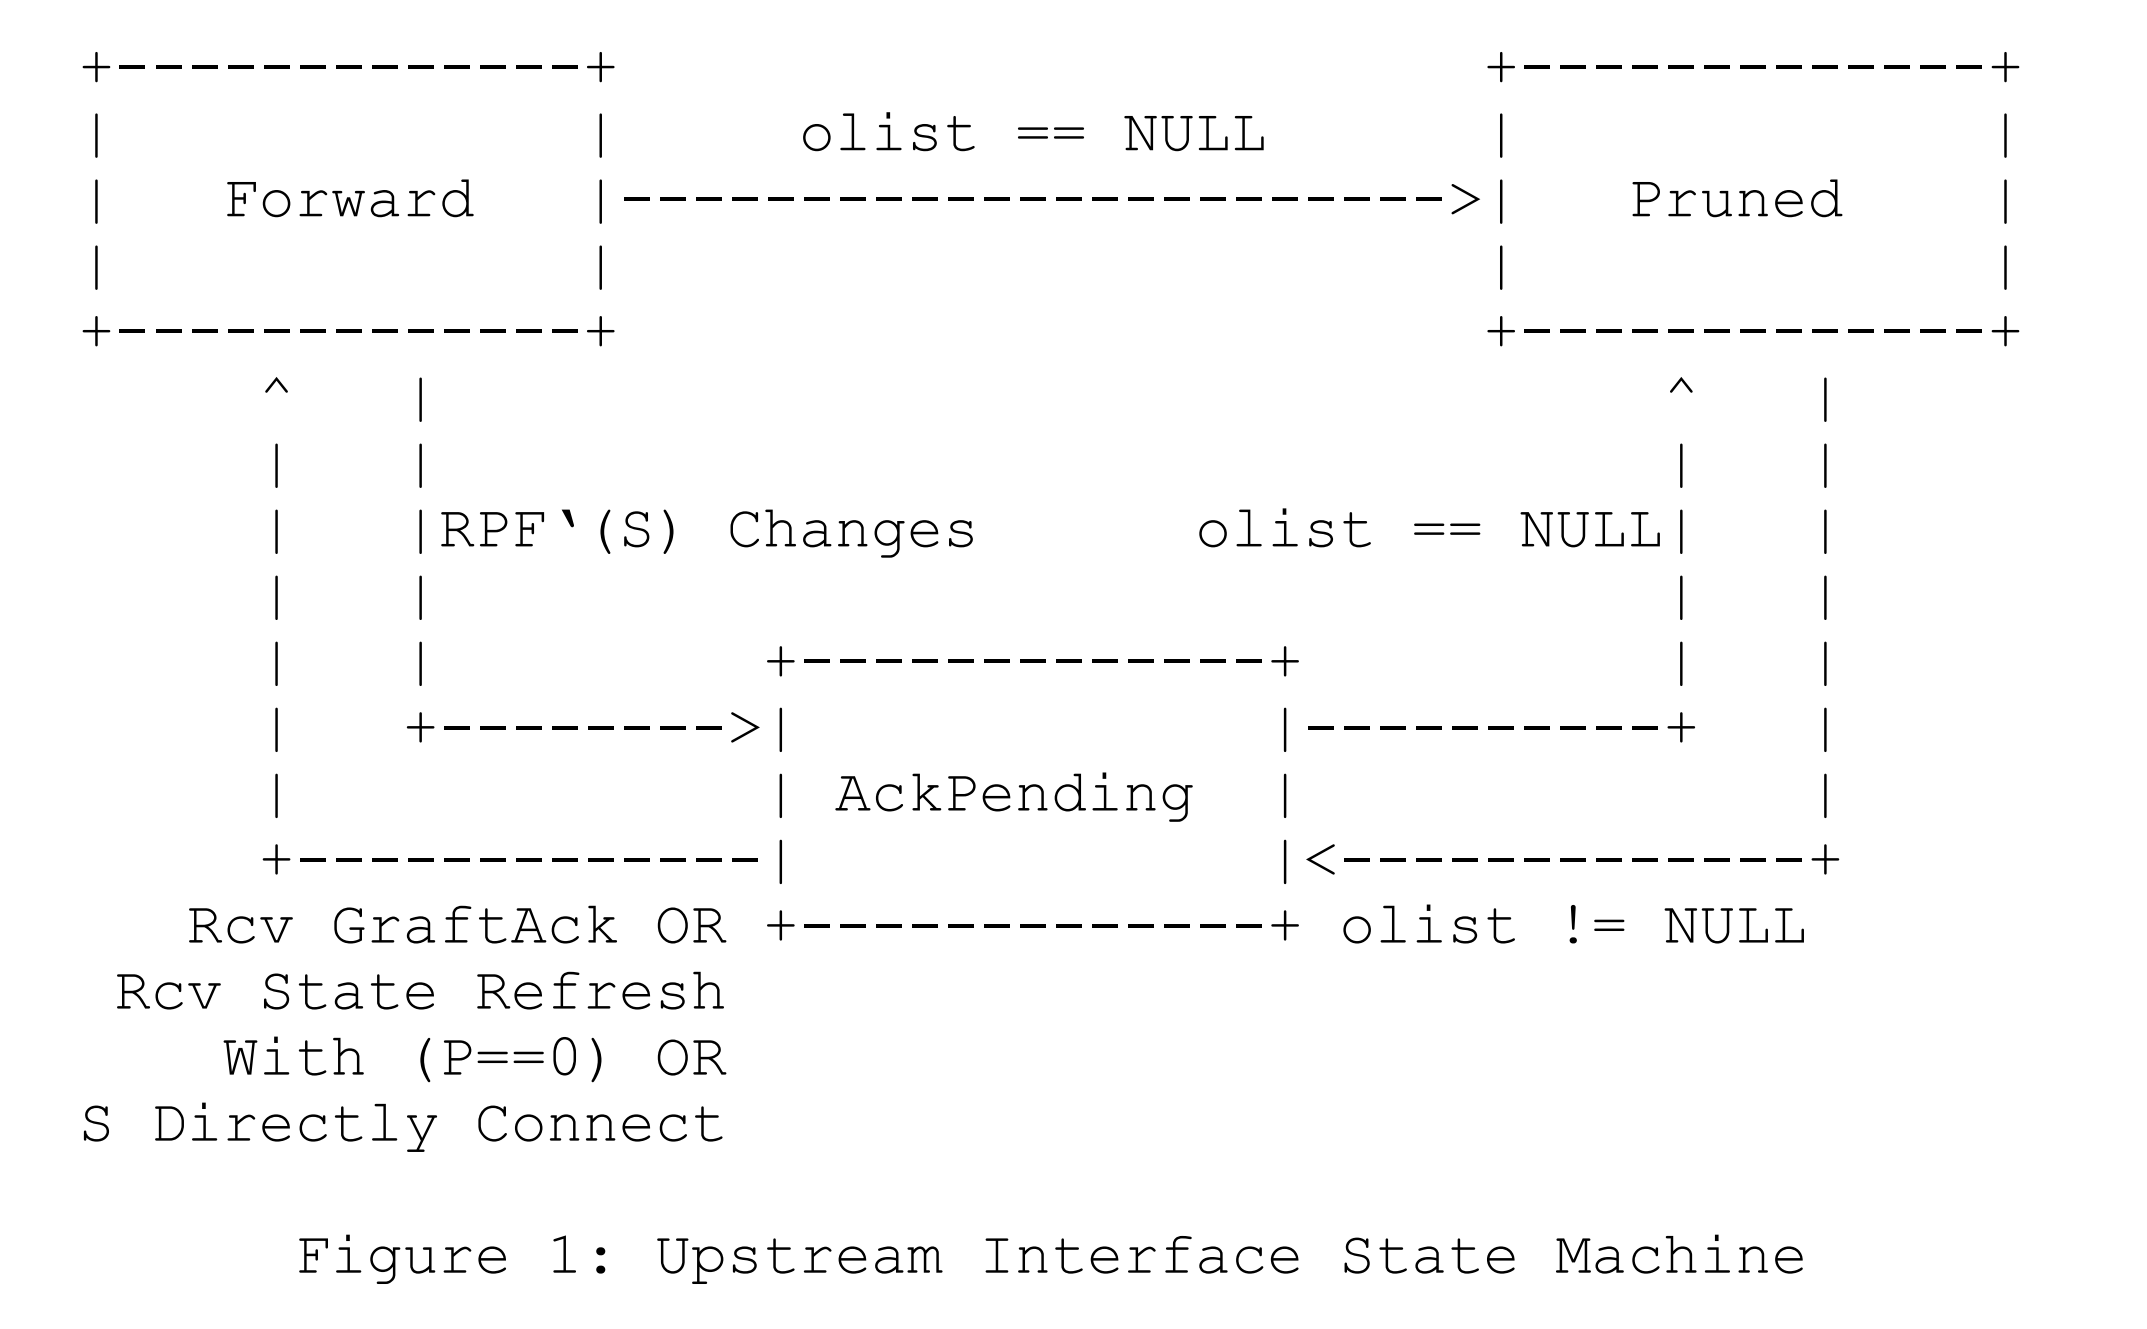 olist == NULL
Forward
Pruned
RPF‘(S) Changes
olist == NULL
AckPending
Rcv GraftAck OR
olist != NULL
Rcv State Refresh
With (P==0) OR
S Directly Connect
Figure 1: Upstream Interface State Machine